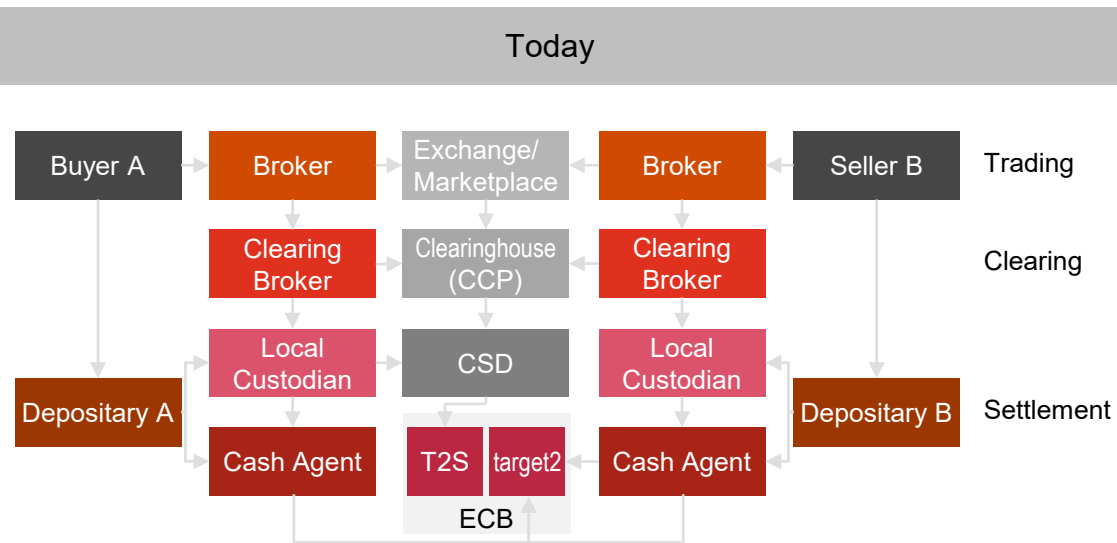 Today
Buyer A
Broker
Exchange/
Marketplace
Broker
Seller B
Trading
Clearing
Broker
Clearinghouse
(CCP)
Clearing
Broker
Clearing
Local
Custodian
CSD
Local
Custodian
Depositary A
Depositary B
Settlement
Cash Agent
T2S
target2
Cash Agent
ECB